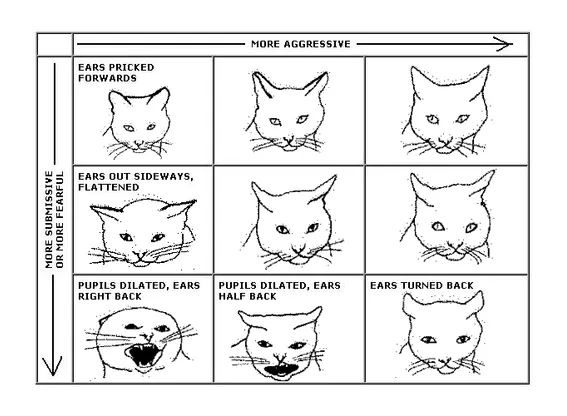 MORE AGGRESSIVE
EARS PRICKED
FORWARDS
MORE SUBMISSIVE
OR MORE FEARFUL
EARS OUT SIDEWAYS,
FLATTENED
PUPILS DILATED, EARS
RIGHT BACK
PUPILS DILATED, EARS
HALF BACK
EARS TURNED BACK